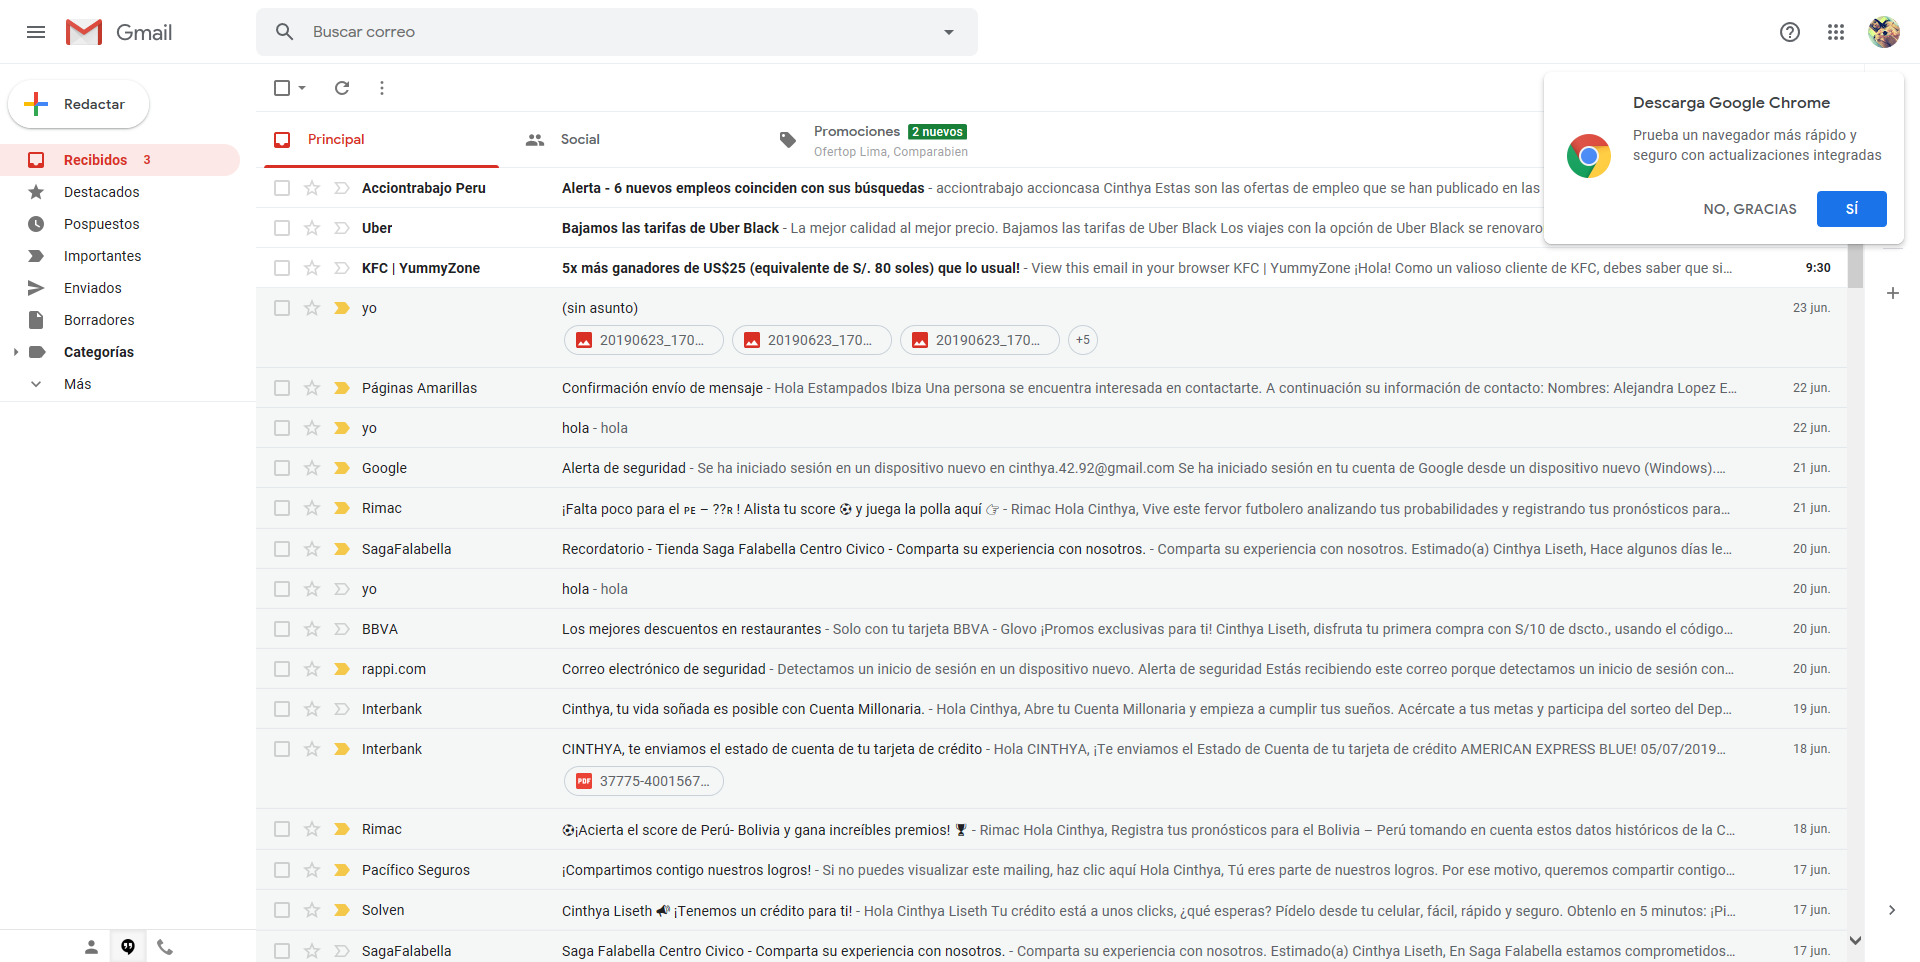 Gmail
Buscar correo
Redactar
Recibidos 3
Destacados
Pospuestos
Importantes
Enviados
Borradores
Categorías
Más
Principal
Social
Promociones 2 nuevos
Ofertop Lima, Comparabien
Descarga Google Chrome
Prueba un navegador más rápido y
seguro con actualizaciones integradas
NO, GRACIAS SÍ
Acciontrabajo Peru Alerta - 6 nuevos empleos coinciden con sus búsquedas - acciontrabajo accioncasa Cinthya Estas son las ofertas de empleo que se han publicado en las
Uber Bajamos las tarifas de Uber Black - La mejor calidad al mejor precio. Bajamos las tarifas de Uber Black Los viajes con la opción de Uber Black se renovaro
KFC | YummyZone 5x más ganadores de US$25 (equivalente de S/. 80 soles) que lo usual! - View this email in your browser KFC | YummyZone ¡Hola! Como un valioso cliente de KFC, debes saber que si... 9:30
yo (sin asunto) 23 jun.
20190623_170... 20190623_170... 20190623_170... +5
Páginas Amarillas Confirmación envío de mensaje - Hola Estampados Ibiza Una persona se encuentra interesada en contactarte. A continuación su información de contacto: Nombres: Alejandra Lopez E... 22 jun.
yo hola - hola 22 jun.
Google Alerta de seguridad - Se ha iniciado sesión en un dispositivo nuevo en cinthya.42.92@gmail.com Se ha iniciado sesión en tu cuenta de Google desde un dispositivo nuevo (Windows).... 21 jun.
Rimac ¡Falta poco para el ᴘᴇ – ??ʀ ! Alista tu score ⚽ y juega la polla aquí 👉 - Rimac Hola Cinthya, Vive este fervor futbolero analizando tus probabilidades y registrando tus pronósticos para... 21 jun.
SagaFalabella Recordatorio - Tienda Saga Falabella Centro Civico - Comparta su experiencia con nosotros. - Comparta su experiencia con nosotros. Estimado(a) Cinthya Liseth, Hace algunos días le... 20 jun.
yo hola - hola 20 jun.
BBVA Los mejores descuentos en restaurantes - Solo con tu tarjeta BBVA - Glovo ¡Promos exclusivas para ti! Cinthya Liseth, disfruta tu primera compra con S/10 de dscto., usando el código... 20 jun.
rappi.com Correo electrónico de seguridad - Detectamos un inicio de sesión en un dispositivo nuevo. Alerta de seguridad Estás recibiendo este correo porque detectamos un inicio de sesión con... 20 jun.
Interbank Cinthya, tu vida soñada es posible con Cuenta Millonaria. - Hola Cinthya, Abre tu Cuenta Millonaria y empieza a cumplir tus sueños. Acércate a tus metas y participa del sorteo del Dep... 19 jun.
Interbank CINTHYA, te enviamos el estado de cuenta de tu tarjeta de crédito - Hola CINTHYA, ¡Te enviamos el Estado de Cuenta de tu tarjeta de crédito AMERICAN EXPRESS BLUE! 05/07/2019... 18 jun.
PDF 37775-4001567...
Rimac ⚽¡Acierta el score de Perú- Bolivia y gana increíbles premios! 🏆 - Rimac Hola Cinthya, Registra tus pronósticos para el Bolivia – Perú tomando en cuenta estos datos históricos de la C... 18 jun.
Pacífico Seguros ¡Compartimos contigo nuestros logros! - Si no puedes visualizar este mailing, haz clic aquí Hola Cinthya, Tú eres parte de nuestros logros. Por ese motivo, queremos compartir contigo... 17 jun.
Solven Cinthya Liseth 📣 ¡Tenemos un crédito para ti! - Hola Cinthya Liseth Tu crédito está a unos clicks, ¿qué esperas? Pídelo desde tu celular, fácil, rápido y seguro. Obtenlo en 5 minutos: ¡Pi... 17 jun.
SagaFalabella Saga Falabella Centro Civico - Comparta su experiencia con nosotros. - Comparta su experiencia con nosotros. Estimado(a) Cinthya Liseth, En Saga Falabella estamos comprometidos... 17 jun.